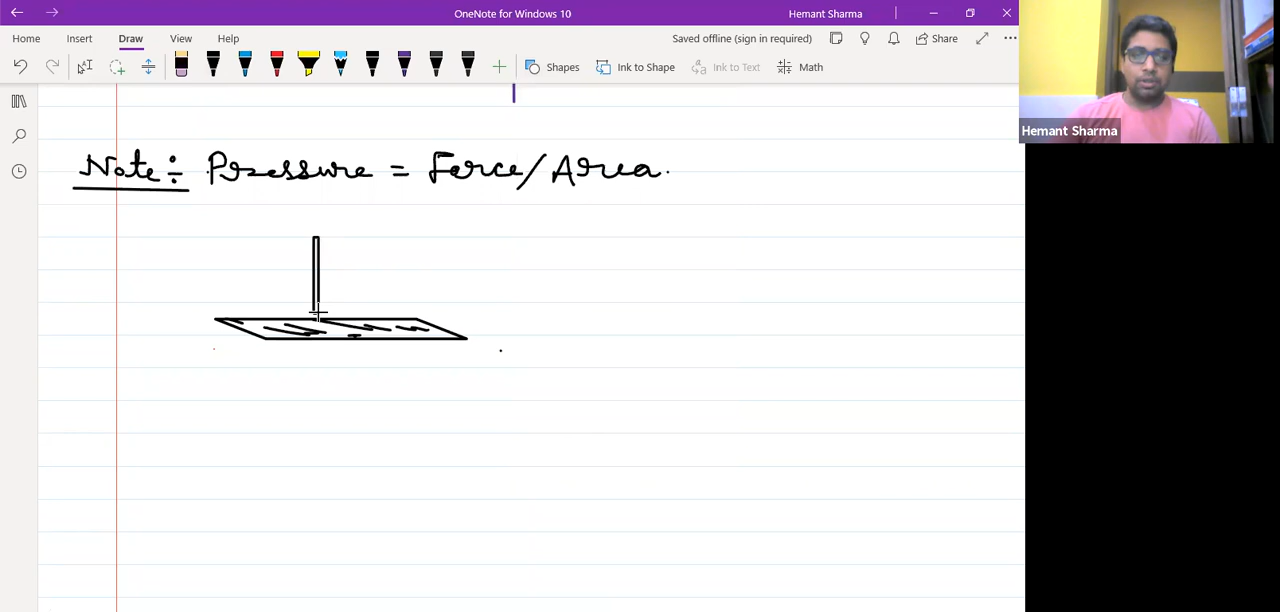 OneNote for Windows 10
Hemant Sharma
Home Insert Draw View Help
Saved offline (sign in required)
Share
Shapes
Ink to Shape
Ink to Text
Math
Hemant Sharma
Note÷ Pressure = Force/Area.